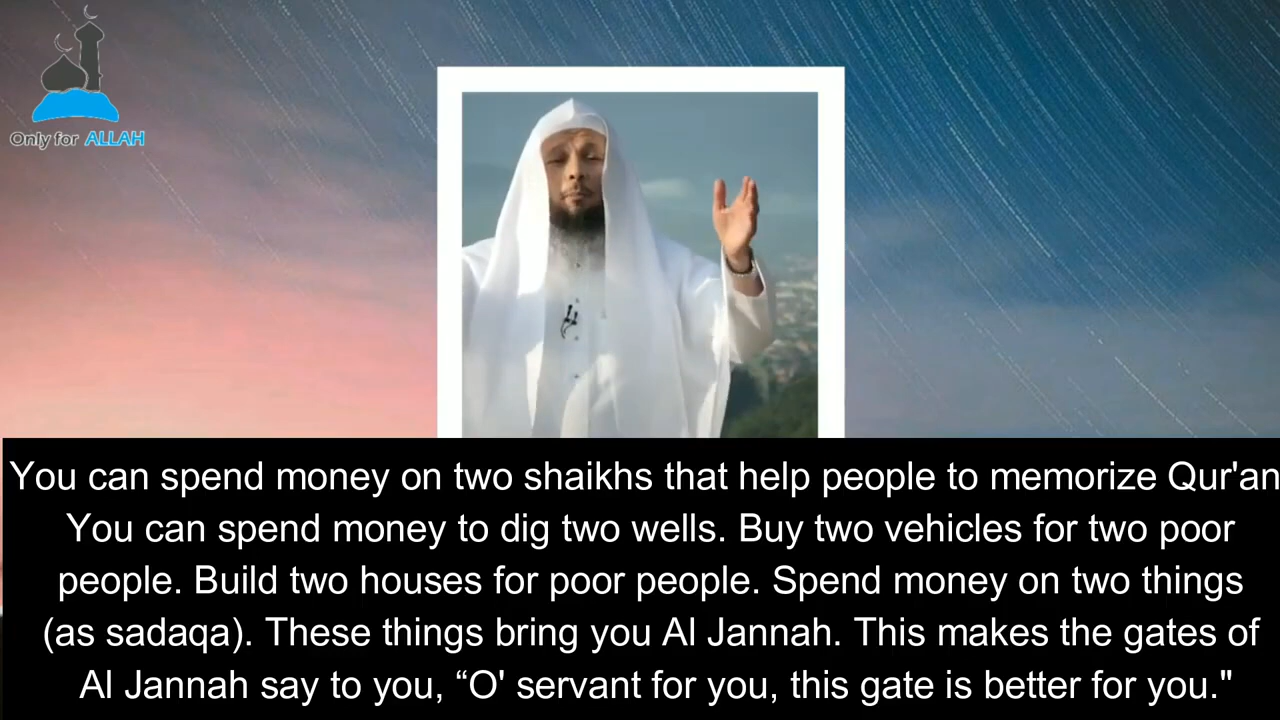 Only for ALLAH
You can spend money on two shaikhs that help people to memorize Qur'an
You can spend money to dig two wells. Buy two vehicles for two poor
people. Build two houses for poor people. Spend money on two things
(as sadaqa). These things bring you Al Jannah. This makes the gates of
Al Jannah say to you, “O' servant for you, this gate is better for you."